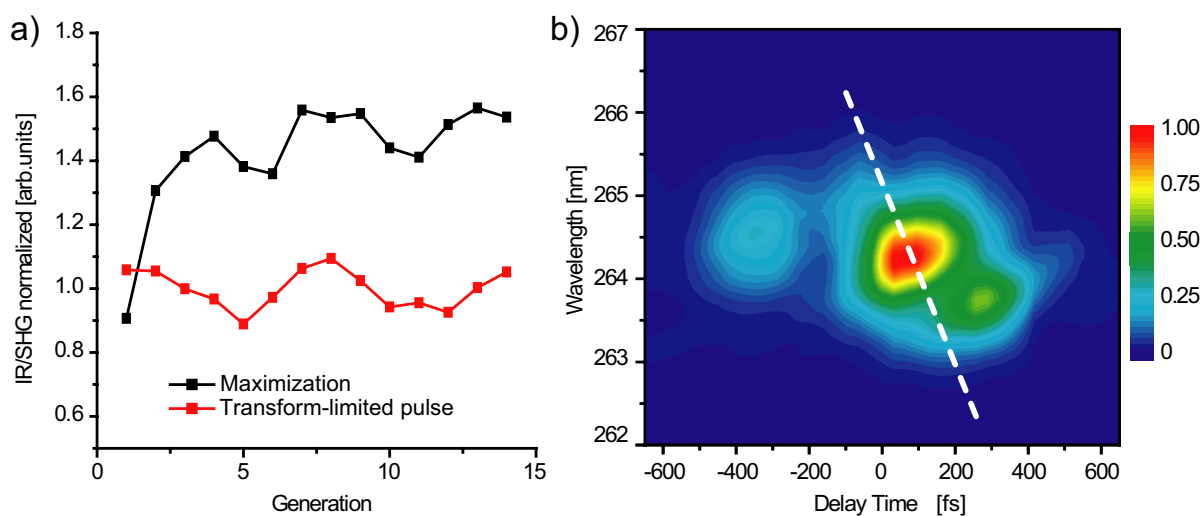 a)
IR/SHG normalized [arb.units]
1.8
1.6
1.4
1.2
1.0
0.8
0.6
Maximization
Transform-limited pulse
0 5 10 15
Generation
b)
Wavelength [nm]
267
266
265
264
263
262
-600 -400 -200 0 200 400 600
Delay Time [fs]
1.00
0.75
0.50
0.25
0